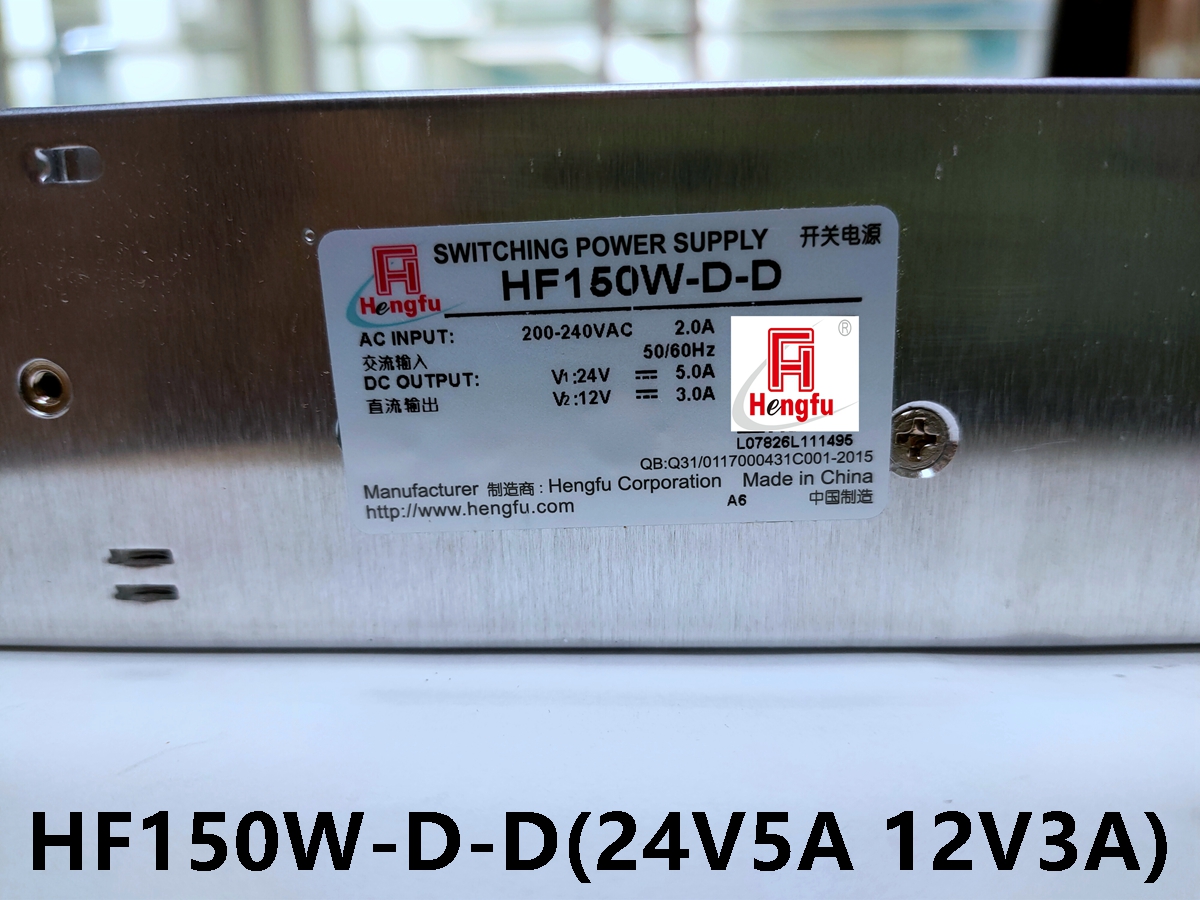 SWITCHING POWER SUPPLY 开关电源
Hengfu
HF150W-D-D
AC INPUT: 200-240VAC 2.0A
交流输入 50/60Hz
DC OUTPUT: V1:24V 5.0A
直流输出 V2:12V 3.0A
®
Hengfu
L07826L111495
QB:Q31/0117000431C001-2015
Manufacturer 制造商: Hengfu Corporation Made in China
http://www.hengfu.com A6 中国制造
HF150W-D-D(24V5A 12V3A)